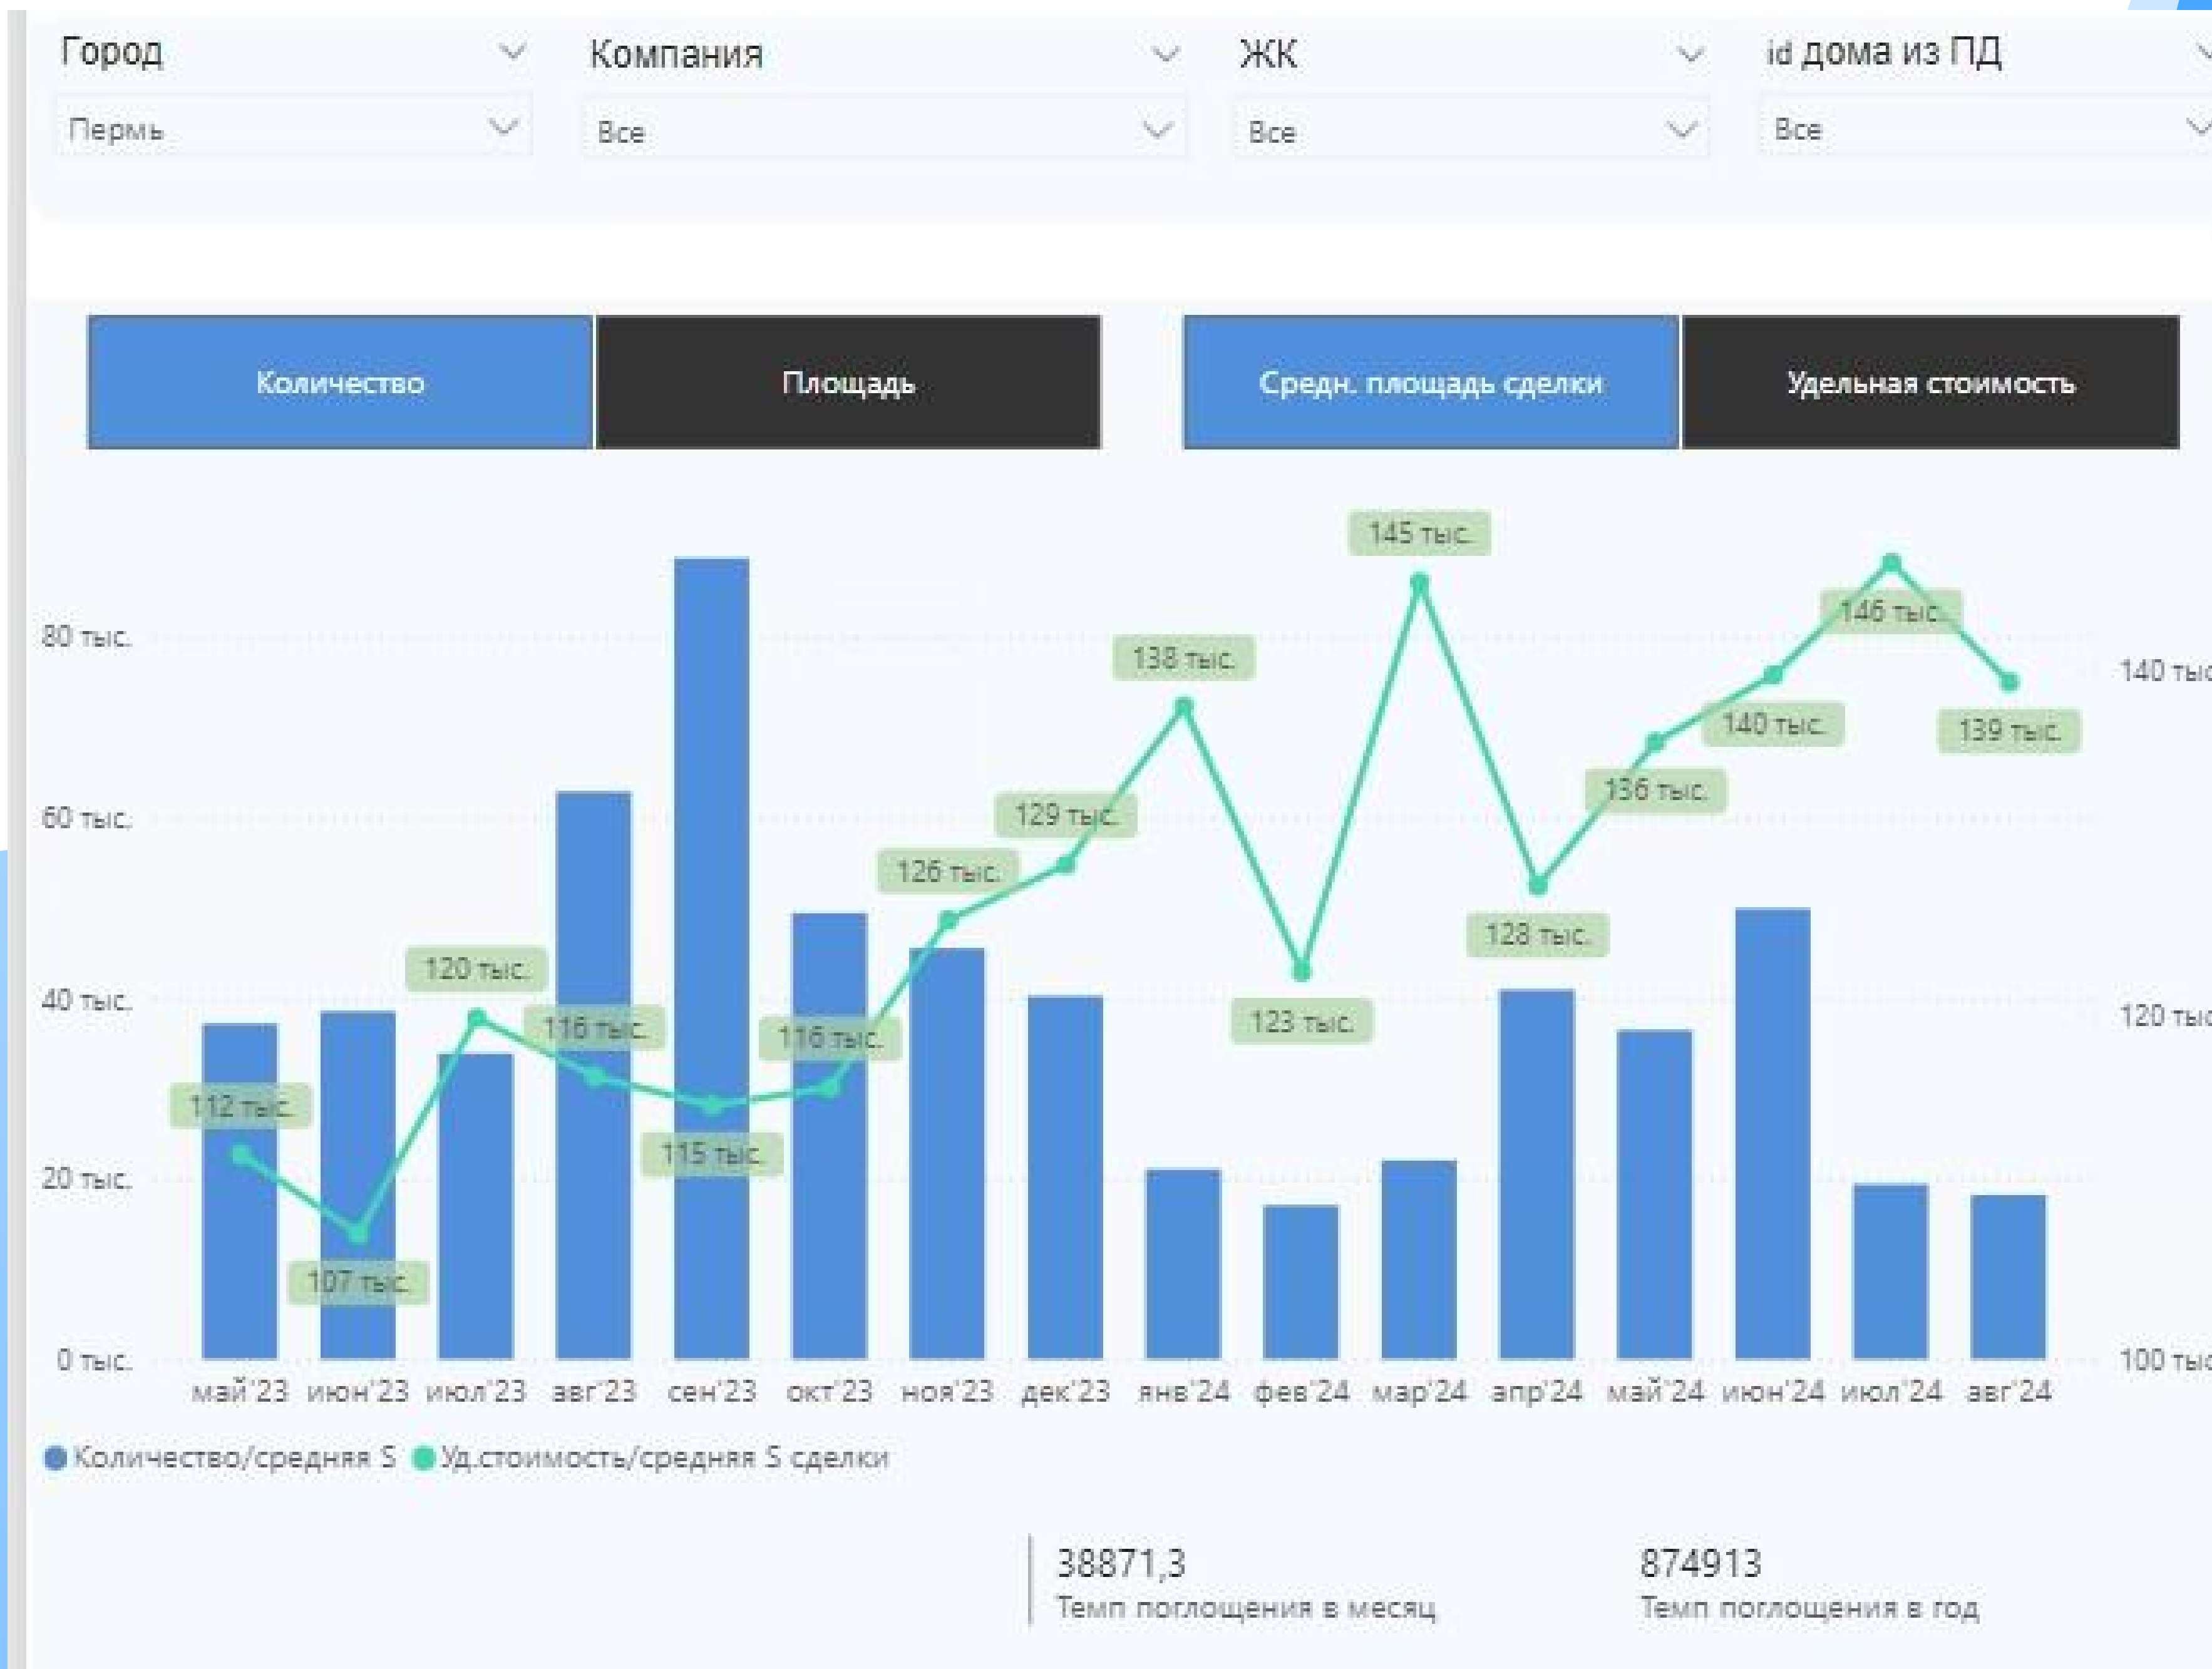 Город Компания ЖК id дома из ПД
Пермь Все Все Все
Количество Площадь Средн. площадь сделки Удельная стоимость
145 тыс.
146 тыс.
80 тыс.
138 тыс.
140 тыс
140 тыс.
139 тыс.
136 тыс.
129 тыс.
60 тыс.
126 тыс.
128 тыс.
120 тыс.
40 тыс.
116 тыс.
116 тыс.
123 тыс.
120 тыс
112 тыс.
115 тыс.
20 тыс.
107 тыс.
0 тыс.
100 тыс
май'23 июн'23 июл'23 авг'23 сен'23 окт'23 ноя'23 дек'23 янв'24 фев'24 мар'24 апр'24 май'24 июн'24 июл'24 авг'24
Количество/средняя S Уд.стоимость/средняя S сделки
38871,3 874913
Темп поглощения в месяц Темп поглощения в год